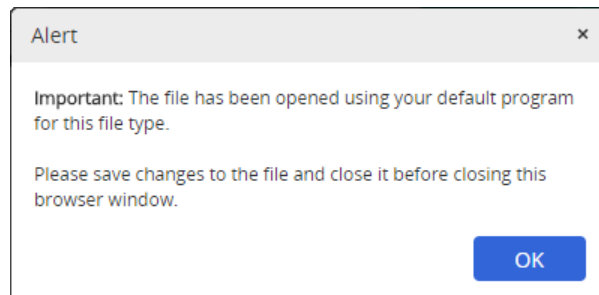 Alert ×
Important: The file has been opened using your default program
for this file type.
Please save changes to the file and close it before closing this
browser window.
OK